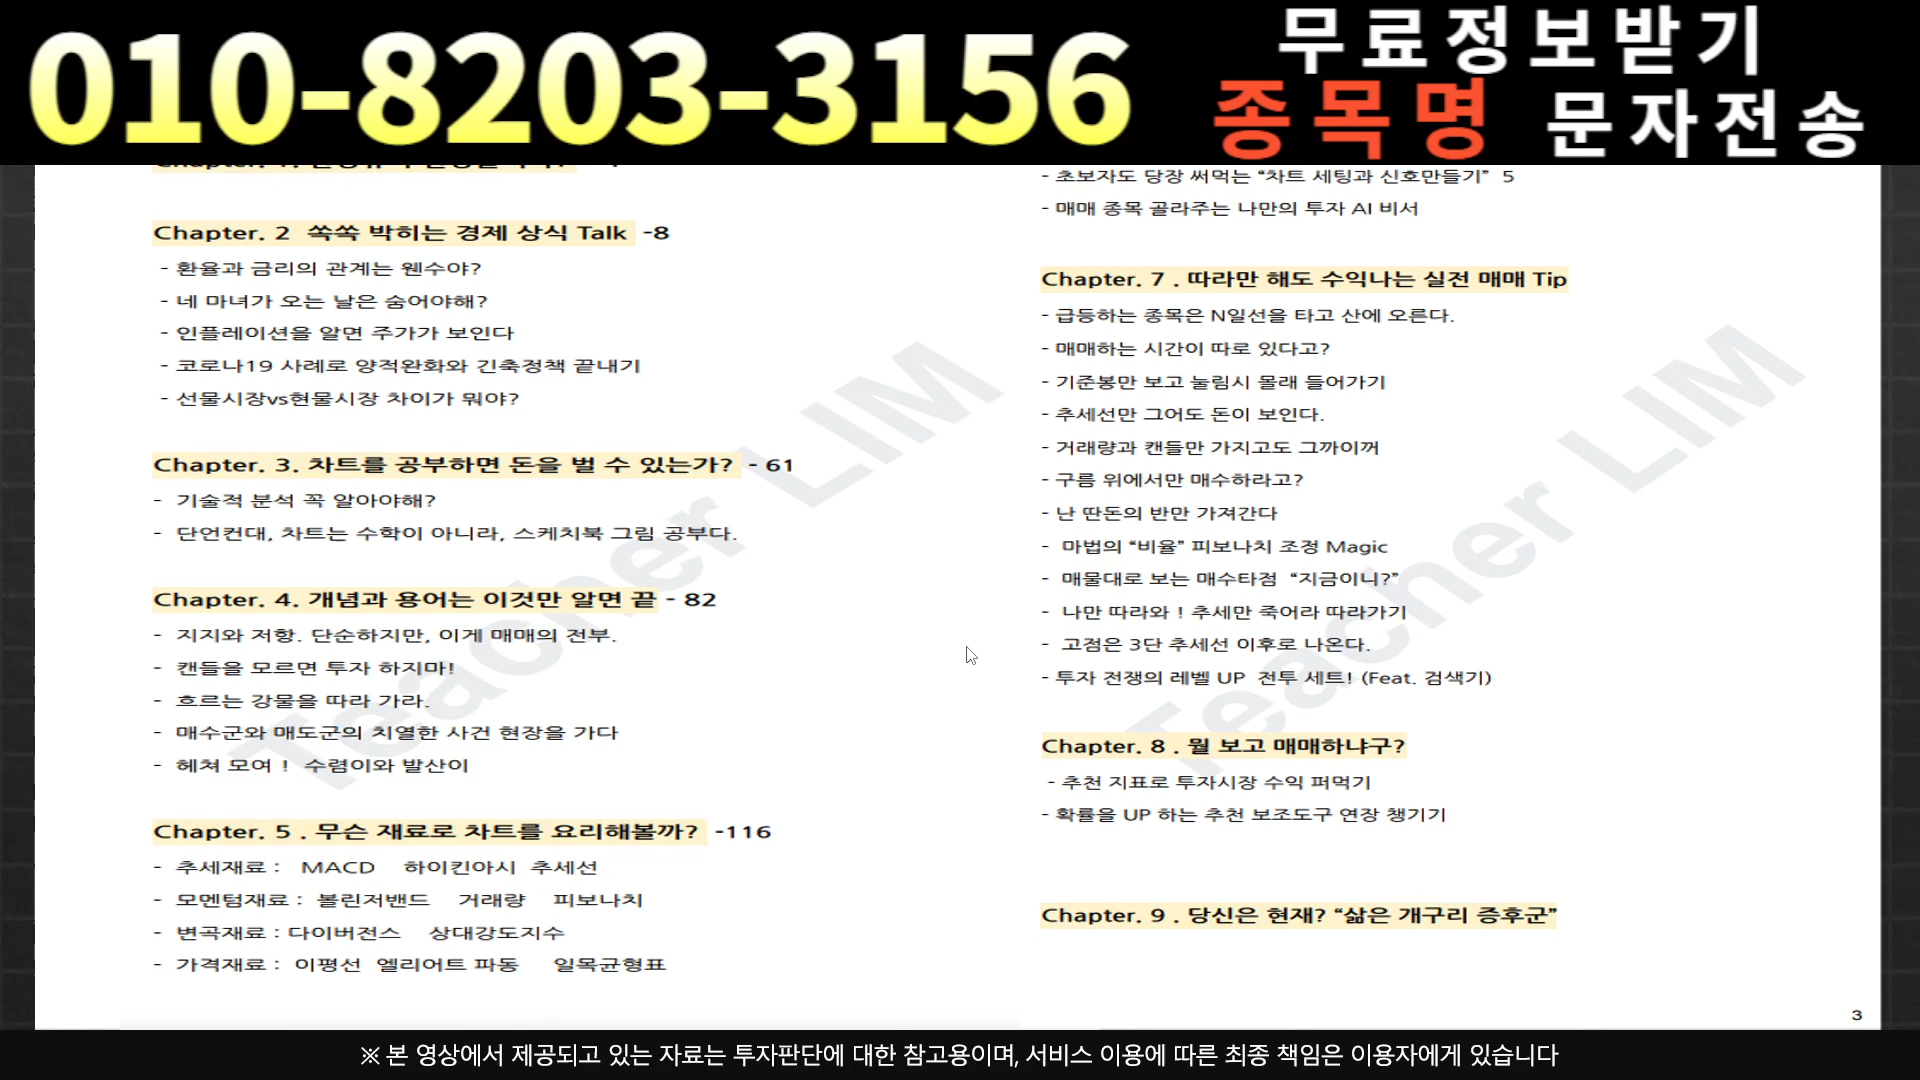 010-8203-3156
무료정보받기
종목명 문자전송
Chapter. 2 쏙쏙 박히는 경제 상식 Talk -8
- 환율과 금리의 관계는 웬수야?
- 네 마녀가 오는 날은 숨어야해?
- 인플레이션을 알면 주가가 보인다
- 코로나19 사례로 양적완화와 긴축정책 끝내기
- 선물시장vs현물시장 차이가 뭐야?
Chapter. 3. 차트를 공부하면 돈을 벌 수 있는가? - 61
- 기술적 분석 꼭 알아야해?
- 단언컨대, 차트는 수학이 아니라, 스케치북 그림 공부다.
Chapter. 4. 개념과 용어는 이것만 알면 끝 - 82
- 지지와 저항. 단순하지만, 이게 매매의 전부.
- 캔들을 모르면 투자 하지마!
- 흐르는 강물을 따라 가라.
- 매수군와 매도군의 치열한 사건 현장을 가다
- 헤쳐 모여 ! 수렴이와 발산이
Chapter. 5 . 무슨 재료로 차트를 요리해볼까? -116
- 추세재료 : MACD 하이킨아시 추세선
- 모멘텀재료 : 볼린저밴드 거래량 피보나치
- 변곡재료 : 다이버전스 상대강도지수
- 가격재료 : 이평선 엘리어트 파동 일목균형표
- 초보자도 당장 써먹는 “차트 세팅과 신호만들기” 5
- 매매 종목 골라주는 나만의 투자 AI 비서
Chapter. 7 . 따라만 해도 수익나는 실전 매매 Tip
- 급등하는 종목은 N일선을 타고 산에 오른다.
- 매매하는 시간이 따로 있다고?
- 기준봉만 보고 눌림시 몰래 들어가기
- 추세선만 그어도 돈이 보인다.
- 거래량과 캔들만 가지고도 그까이꺼
- 구름 위에서만 매수하라고?
- 난 딴돈의 반만 가져간다
- 마법의 “비율” 피보나치 조정 Magic
- 매물대로 보는 매수타점 “지금이니?”
- 나만 따라와 ! 추세만 죽어라 따라가기
- 고점은 3단 추세선 이후로 나온다.
- 투자 전쟁의 레벨 UP 전투 세트! (Feat. 검색기)
Chapter. 8 . 뭘 보고 매매하냐구?
- 추천 지표로 투자시장 수익 퍼먹기
- 확률을 UP 하는 추천 보조도구 연장 챙기기
Chapter. 9 . 당신은 현재? “삶은 개구리 증후군”
Teacher LIM
Teacher LIM
3
※ 본 영상에서 제공되고 있는 자료는 투자판단에 대한 참고용이며, 서비스 이용에 따른 최종 책임은 이용자에게 있습니다